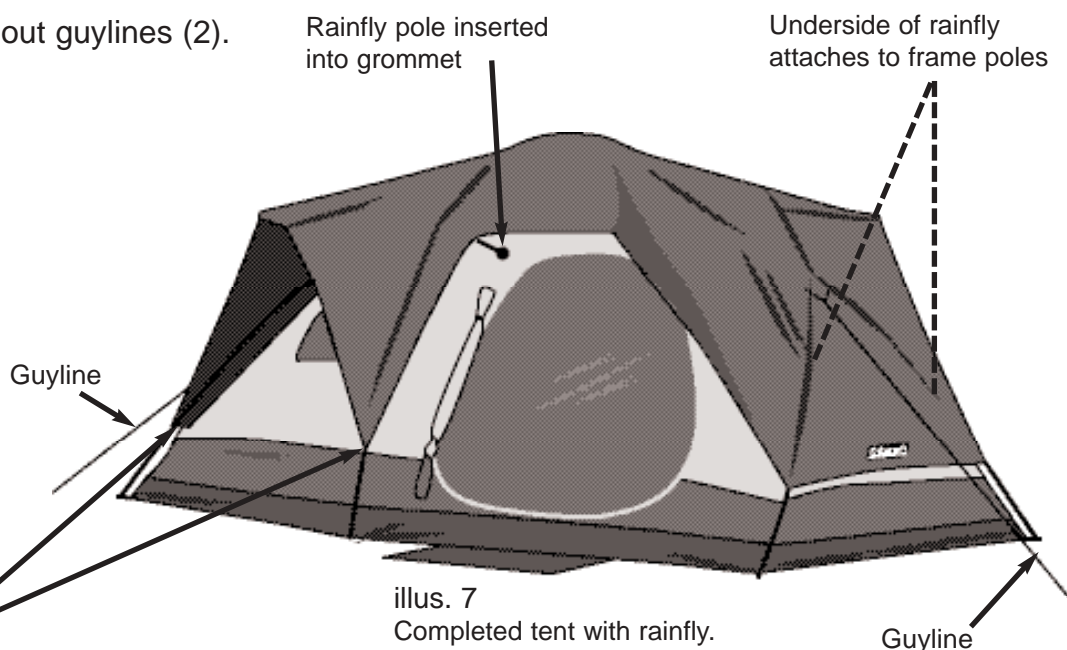 out guylines (2).
Rainfly pole inserted
into grommet
Underside of rainfly
attaches to frame poles
Guyline
illus. 7
Completed tent with rainfly.
Guyline